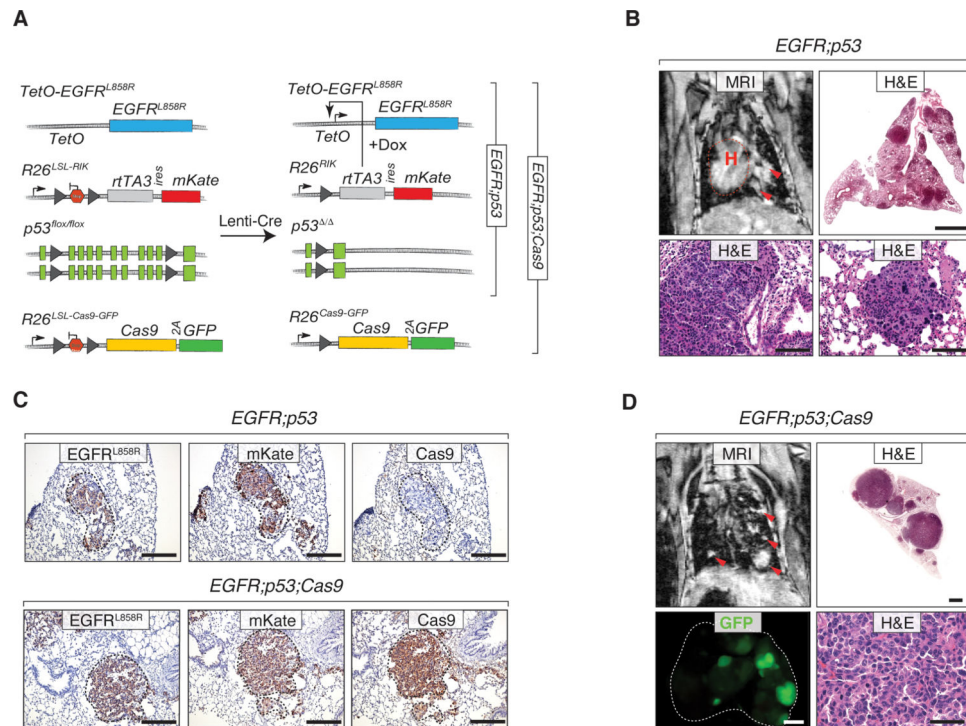 A
TetO-EGFR^L858R
EGFR^L858R
TetO
R26^LSL-RIK
rtTA3
ires
mKate
p53^flox/flox
R26^LSL-Cas9-GFP
Cas9
2A
GFP
Lenti-Cre
TetO-EGFR^L858R
EGFR^L858R
TetO
+Dox
R26^RIK
rtTA3
ires
mKate
p53^Δ/Δ
R26^Cas9-GFP
Cas9
2A
GFP
EGFR;p53
EGFR;p53;Cas9
B
EGFR;p53
MRI
H&E
H
H&E
H&E
C
EGFR;p53
EGFR^L858R
mKate
Cas9
EGFR;p53;Cas9
EGFR^L858R
mKate
Cas9
D
EGFR;p53;Cas9
MRI
H&E
GFP
H&E